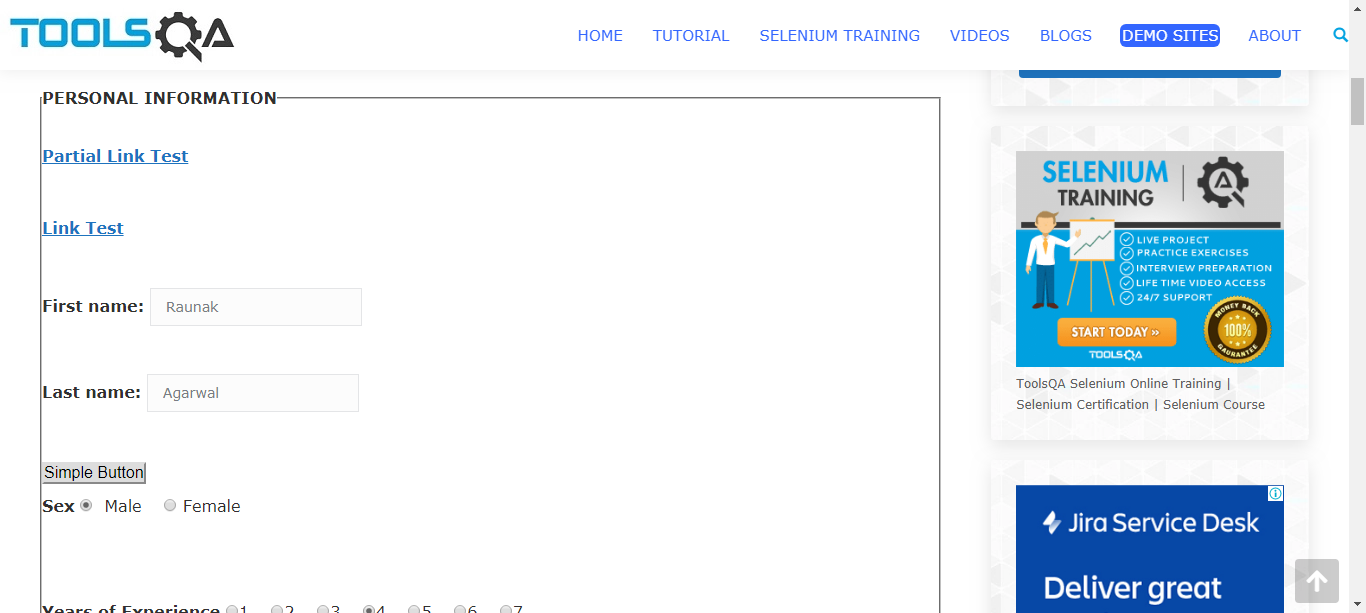 TOOLSQA
HOME TUTORIAL SELENIUM TRAINING VIDEOS BLOGS DEMO SITES ABOUT
PERSONAL INFORMATION
Partial Link Test
Link Test
First name: Raunak
Last name: Agarwal
Simple Button
Sex Male Female
Years of Experience 1 2 3 4 5 6 7
SELENIUM
TRAINING
LIVE PROJECT
PRACTICE EXERCISES
INTERVIEW PREPARATION
LIFE TIME VIDEO ACCESS
24/7 SUPPORT
START TODAY »
TOOLSQA
MONEY BACK
100%
GAURANTEE
ToolsQA Selenium Online Training |
Selenium Certification | Selenium Course
Jira Service Desk
Deliver great